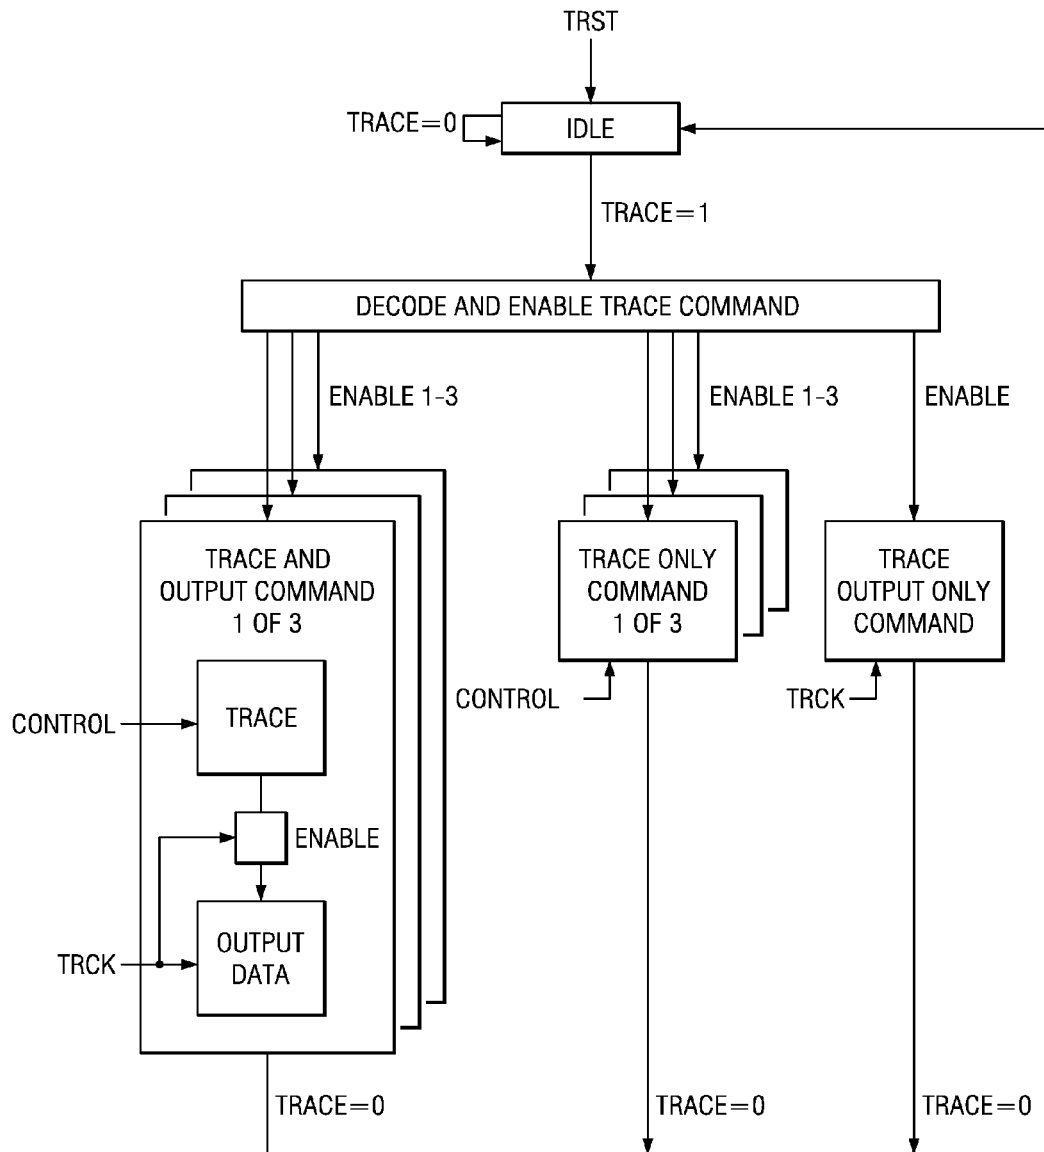 TRST
TRACE=0
IDLE
TRACE=1
DECODE AND ENABLE TRACE COMMAND
ENABLE 1-3
ENABLE 1-3
ENABLE
TRACE AND
OUTPUT COMMAND
1 OF 3
TRACE ONLY
COMMAND
1 OF 3
TRACE
OUTPUT ONLY
COMMAND
CONTROL
TRCK
CONTROL
TRACE
ENABLE
TRCK
OUTPUT
DATA
TRACE=0
TRACE=0
TRACE=0